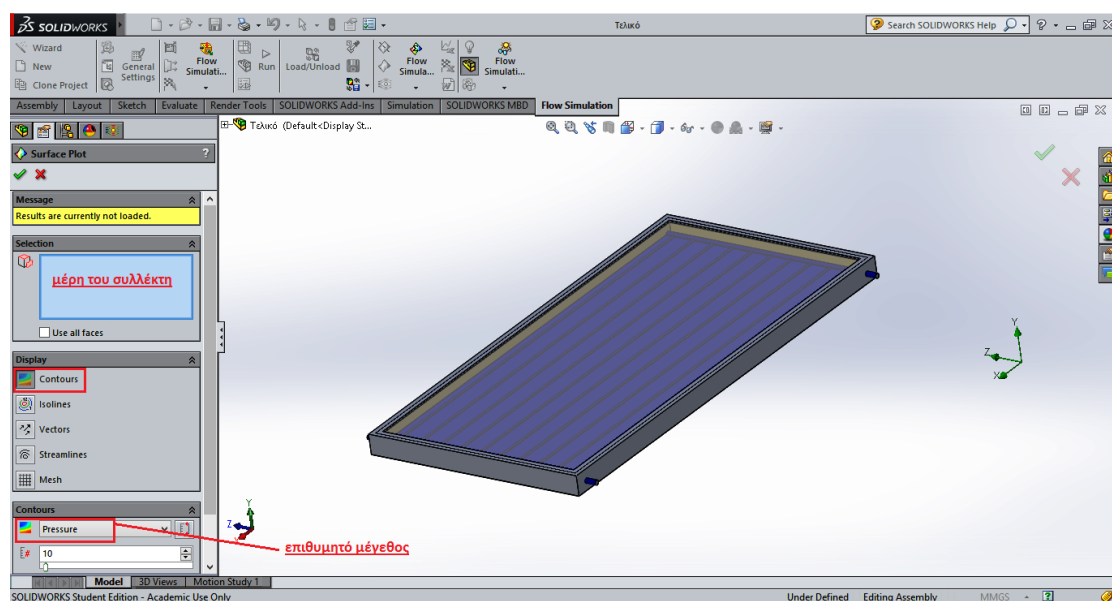 SOLIDWORKS
Τελικό
Search SOLIDWORKS Help
Wizard
New
Clone Project
General Settings
Flow Simulati...
Run
Load/Unload
Flow Simula...
Flow Simulati...
Assembly Layout Sketch Evaluate Render Tools SOLIDWORKS Add-Ins Simulation SOLIDWORKS MBD Flow Simulation
Τελικό (Default<Display St...
Surface Plot ?
Message
Results are currently not loaded.
Selection
μέρη του συλλέκτη
Use all faces
Display
Contours
Isolines
Vectors
Streamlines
Mesh
Contours
Pressure
10
επιθυμητό μέγεθος
Y
Z
X
Y
Z
Model 3D Views Motion Study 1
SOLIDWORKS Student Edition - Academic Use Only
Under Defined Editing Assembly MMGS